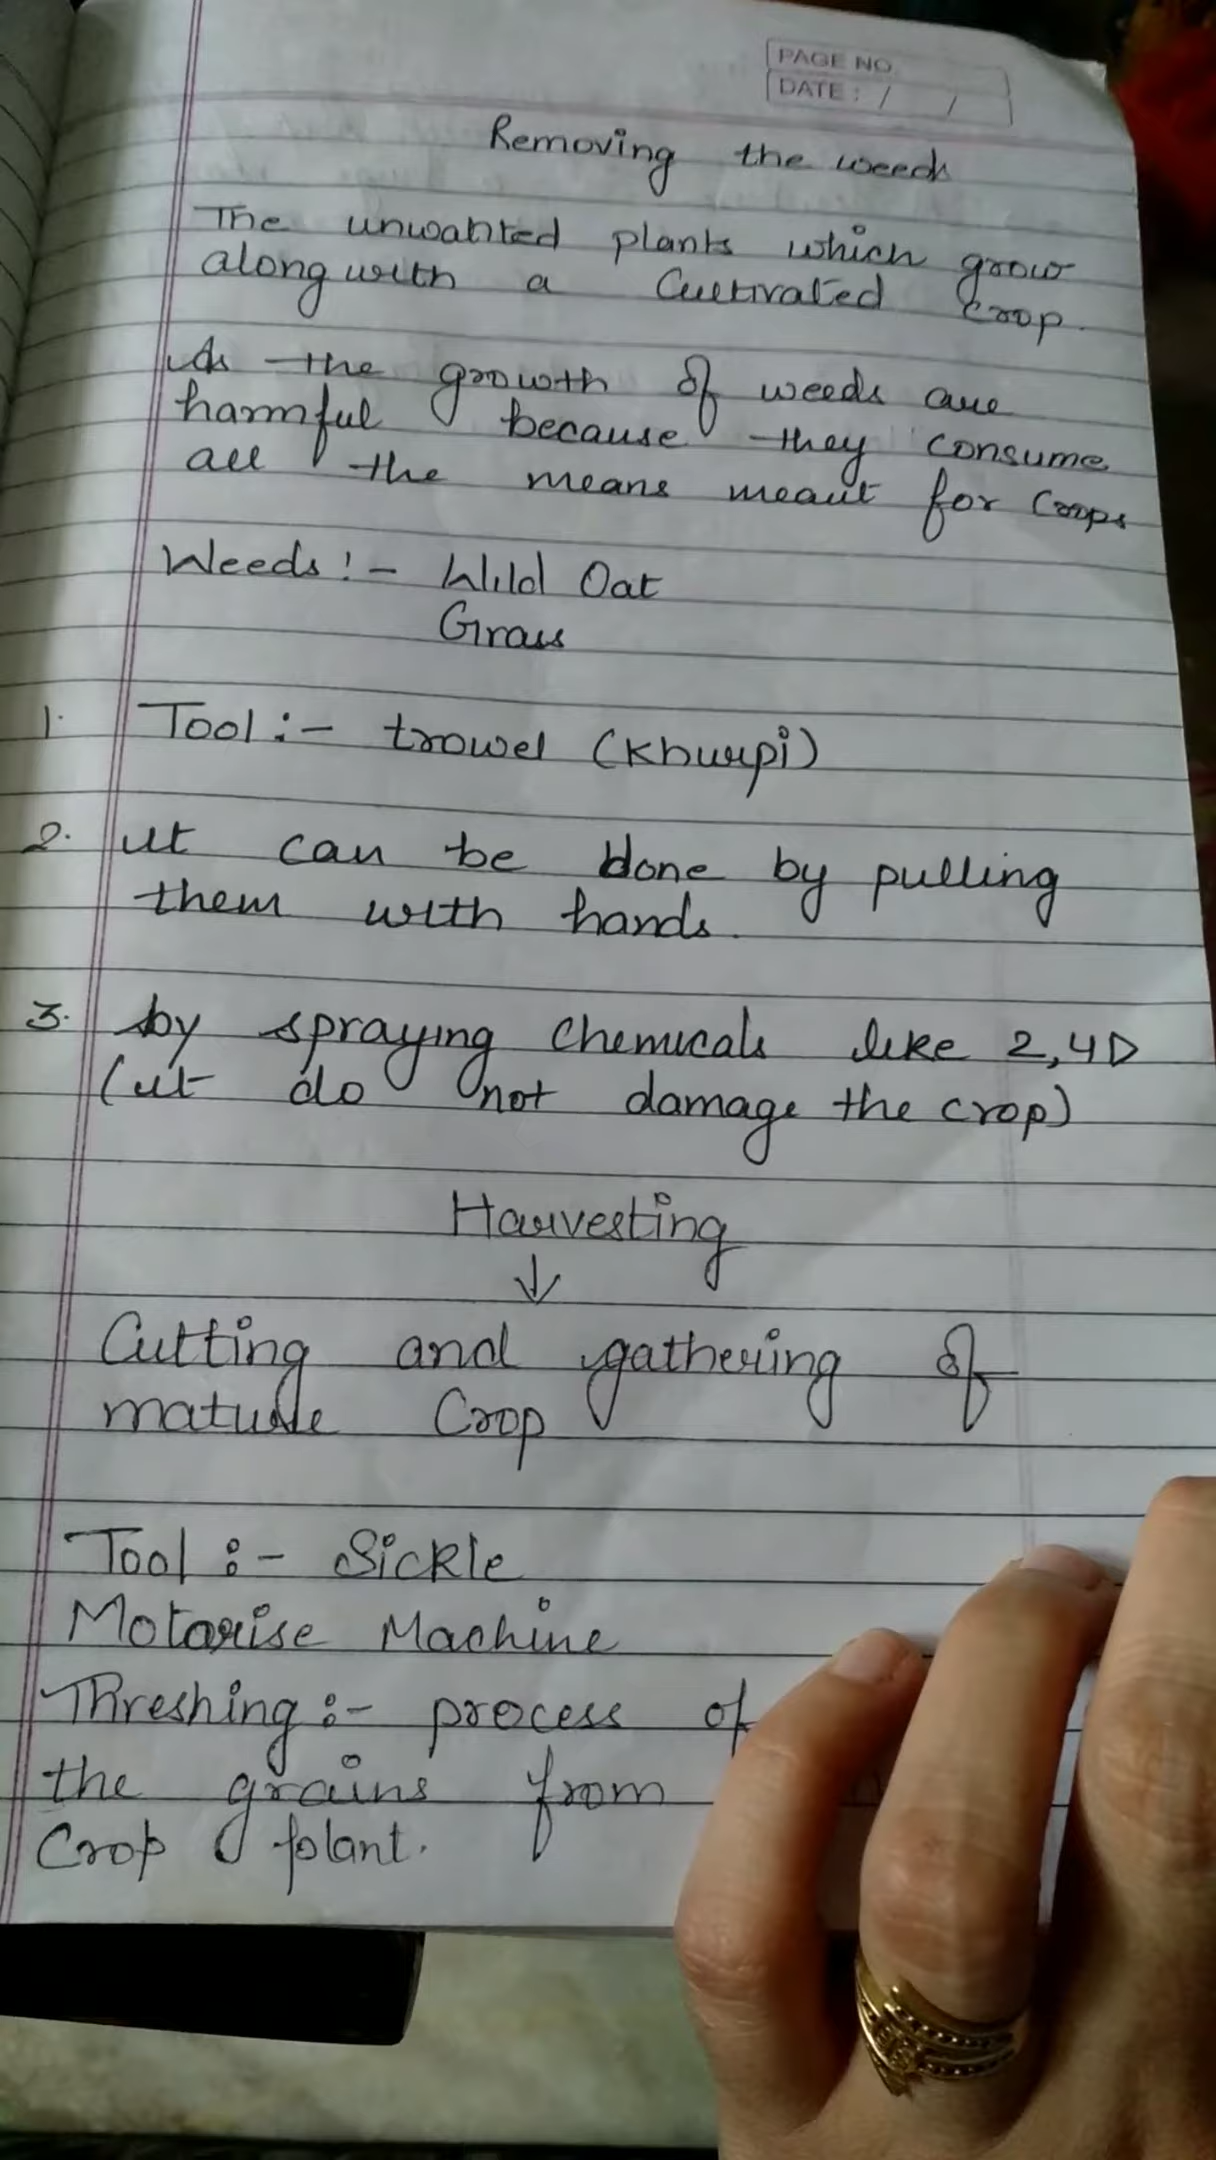 PAGE NO
DATE : / /
Removing the weeds
The unwanted plants which grow
along with a Cultivated crop.
As the growth of weeds are
harmful because they consume
all the means meant for Crops
Weeds :- Wild Oat
Grass
1. Tool :- trowel (Khurpi)
2. It can be done by pulling
them with hands.
3. by spraying Chemicals like 2,4D
(it do not damage the crop)
Harvesting
↓
Cutting and gathering of
mature Crop
Tool :- Sickle
Motorise Machine
Threshing :- process of
the grains from
Crop plant.